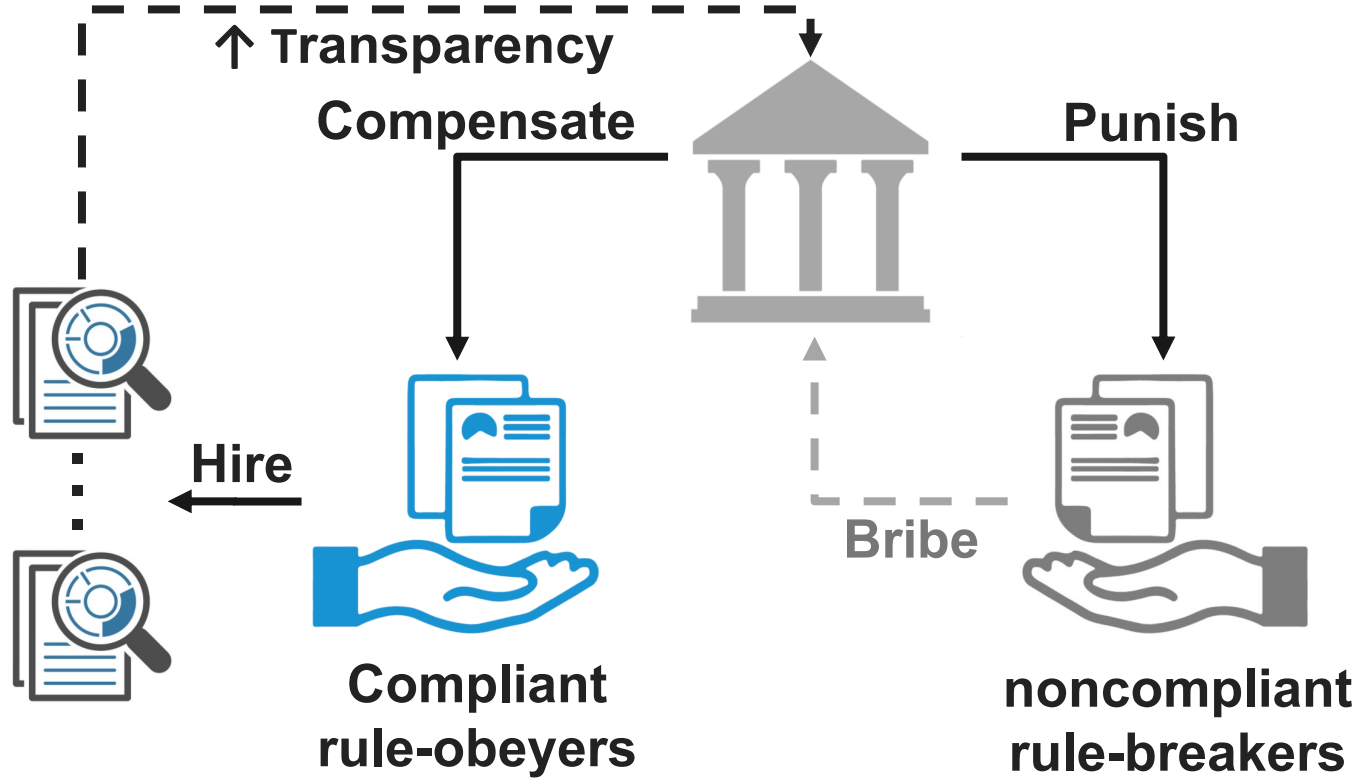 ↑ Transparency
Compensate
Punish
Hire
Bribe
Compliant
rule-obeyers
noncompliant
rule-breakers